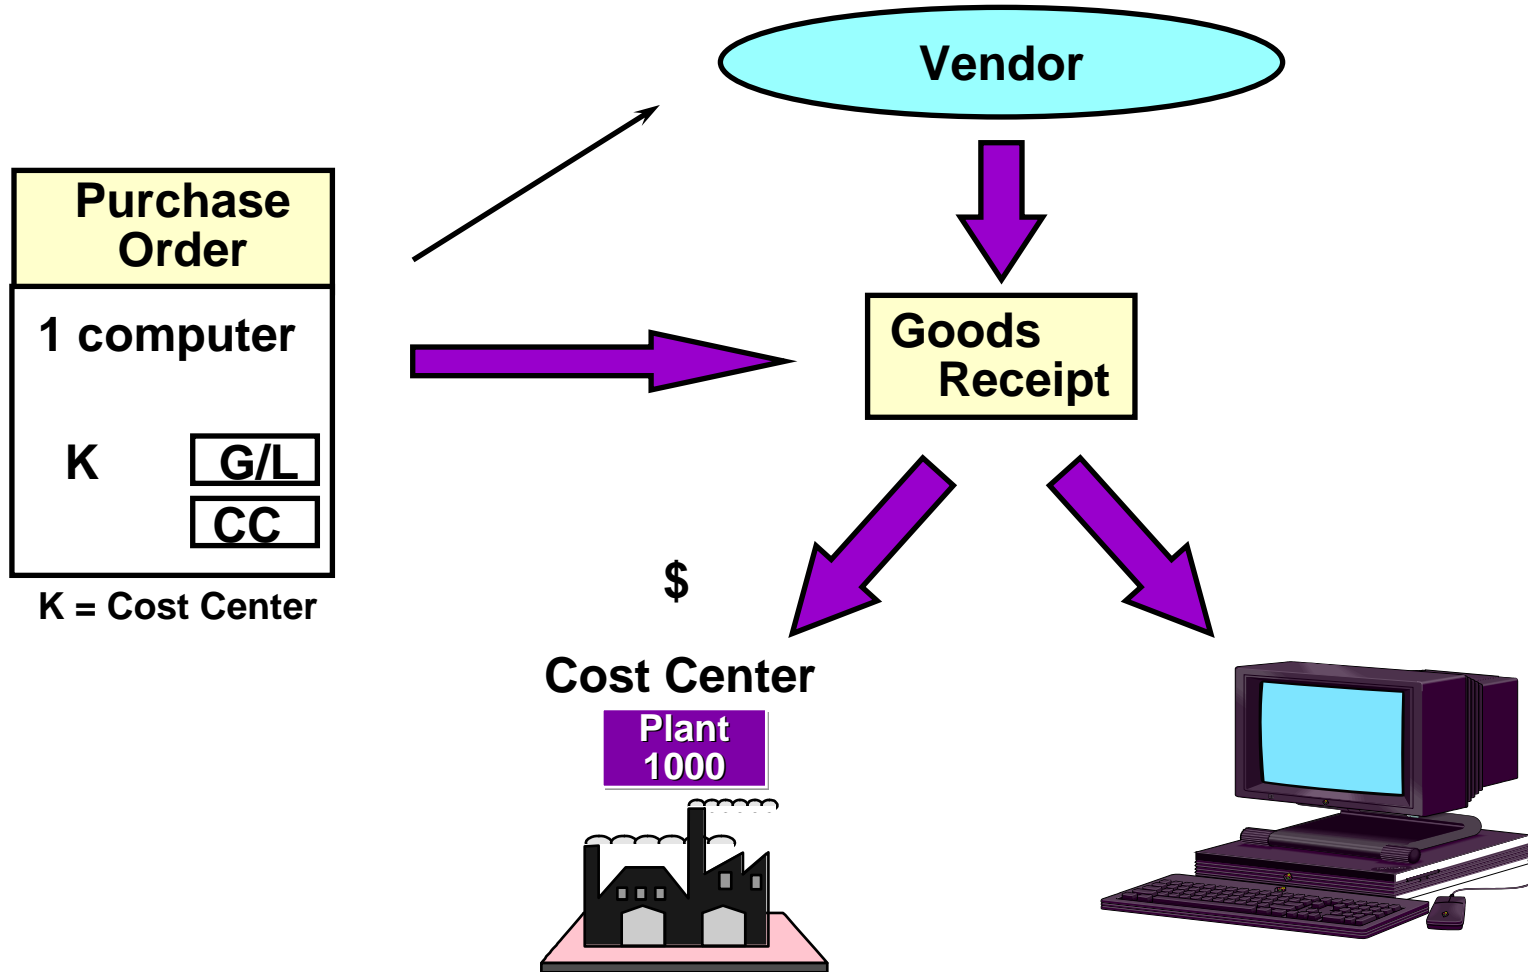 Vendor
Purchase
Order
1 computer
K
G/L
CC
K = Cost Center
Goods
Receipt
$
Cost Center
Plant
1000